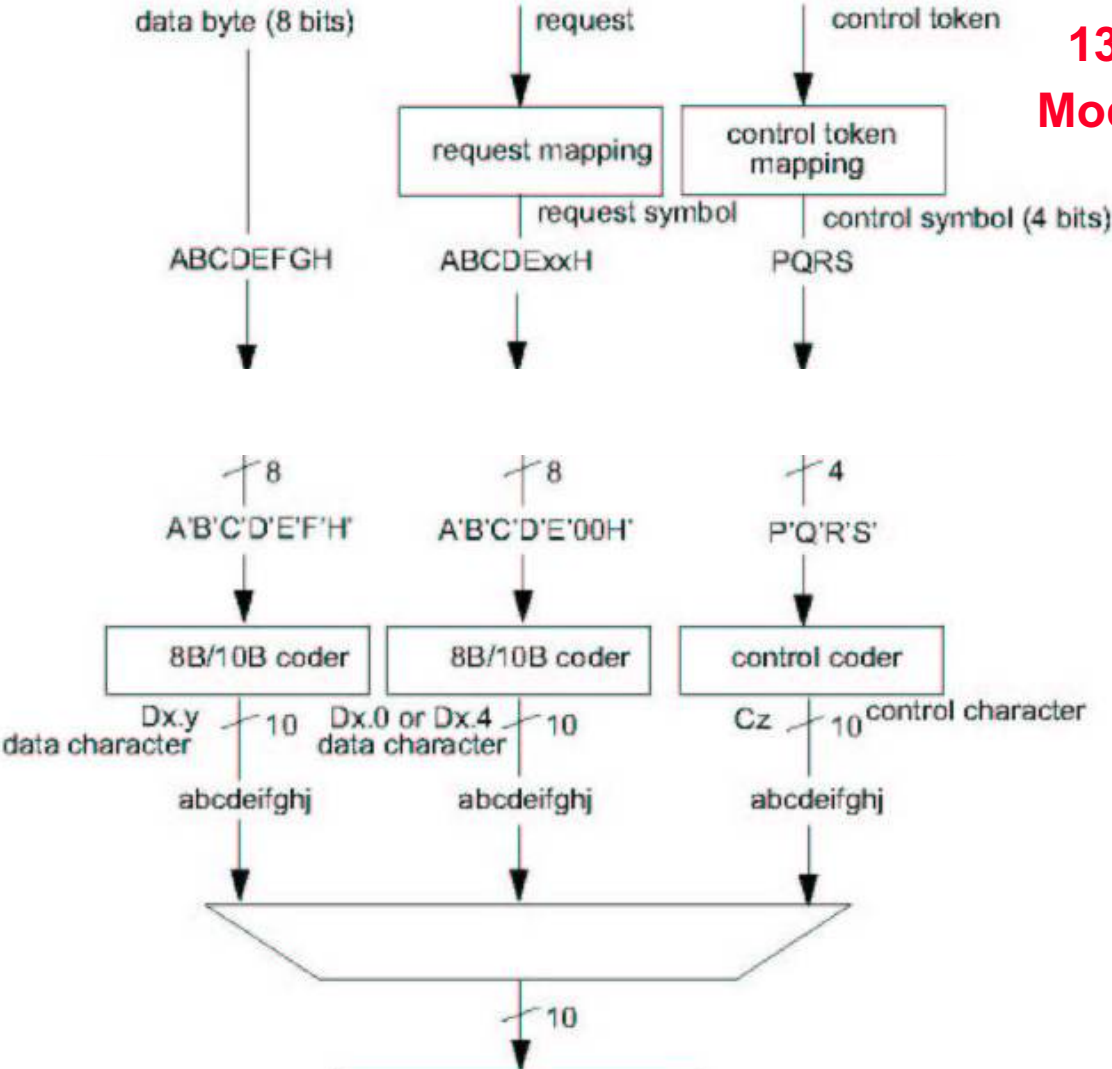 data byte (8 bits)
request
control token
13
Mod
request mapping
control token
mapping
request symbol
control symbol (4 bits)
ABCDEFGH
ABCDExxH
PQRS
8
8
4
A'B'C'D'E'F'H'
A'B'C'D'E'00H'
P'Q'R'S'
8B/10B coder
8B/10B coder
control coder
Dx.y
10
data character
Dx.0 or Dx.4
10
data character
Cz
10
control character
abcdeifghj
abcdeifghj
abcdeifghj
10